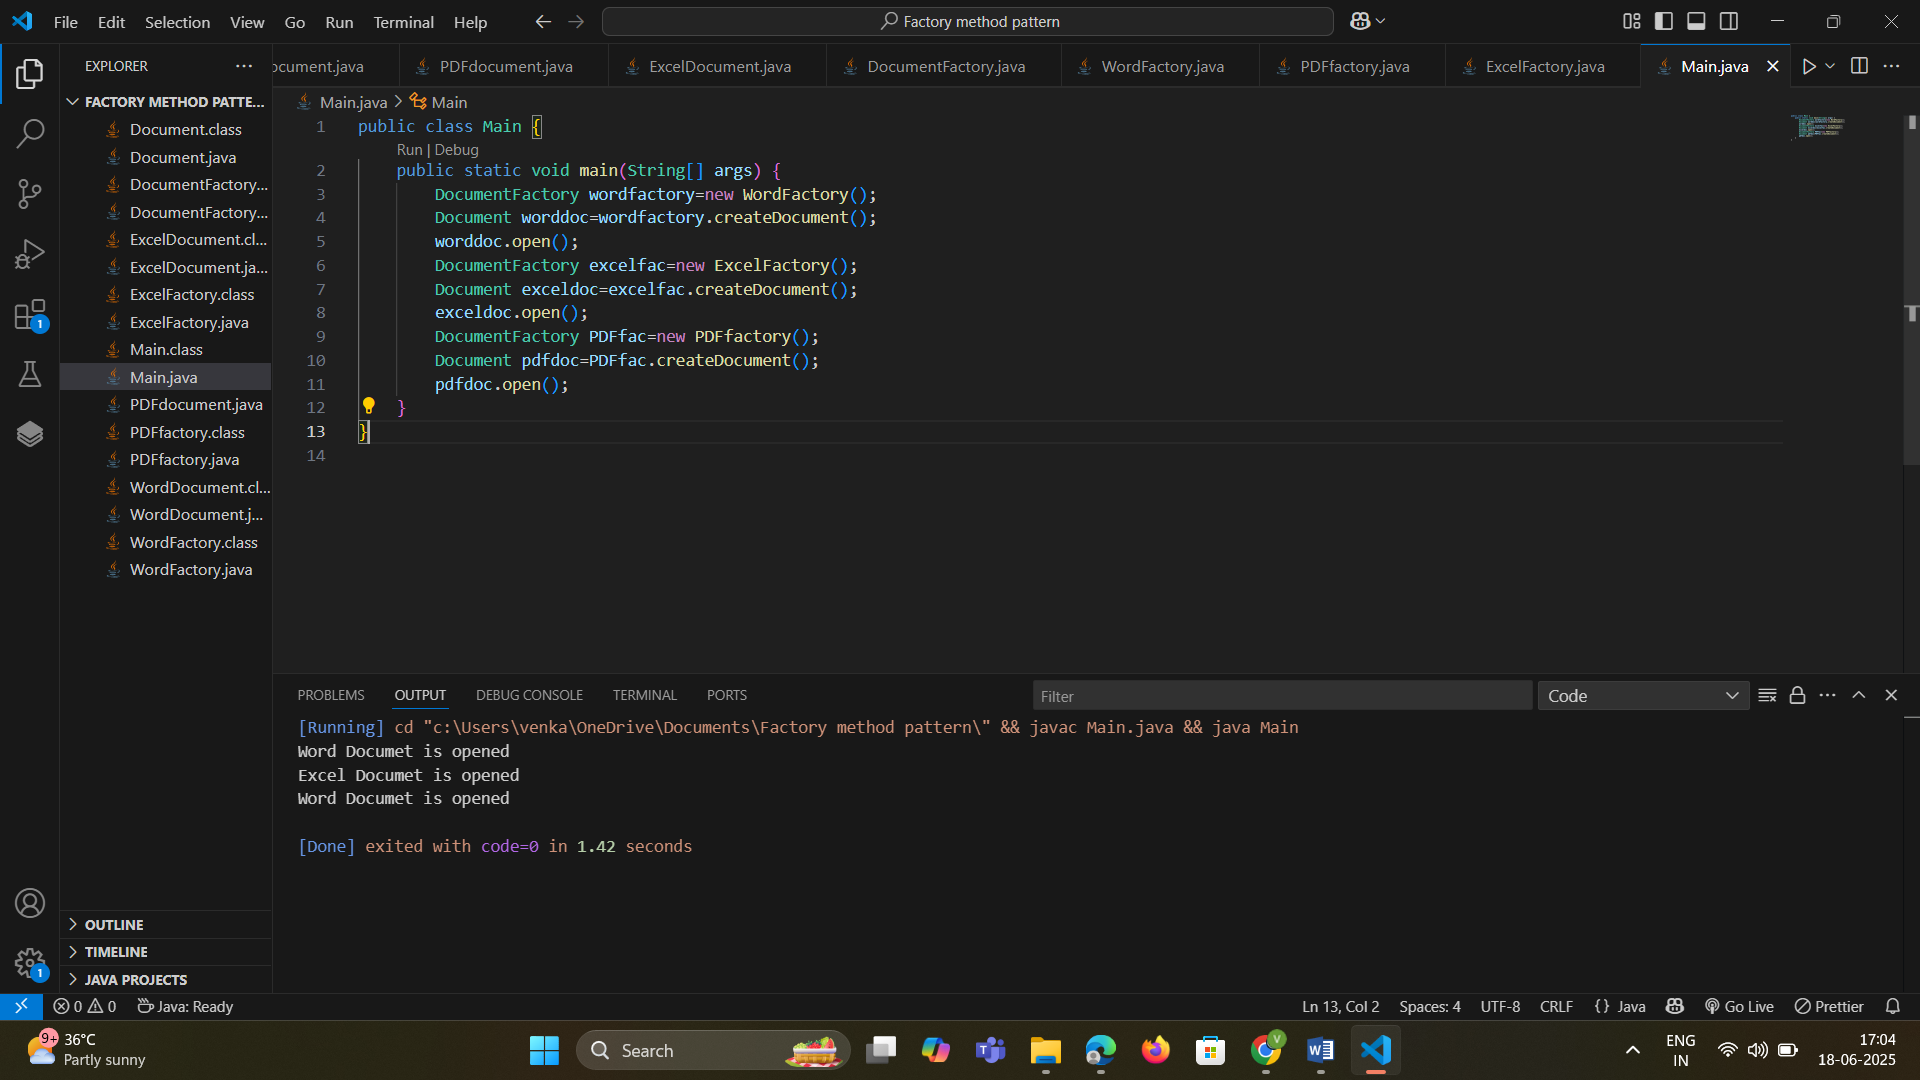 File Edit Selection View Go Run Terminal Help
Factory method pattern
EXPLORER
ocument.java PDFdocument.java ExcelDocument.java DocumentFactory.java WordFactory.java PDFfactory.java ExcelFactory.java Main.java
FACTORY METHOD PATTE...
Document.class
Document.java
DocumentFactory...
DocumentFactory...
ExcelDocument.cl...
ExcelDocument.ja...
ExcelFactory.class
ExcelFactory.java
Main.class
Main.java
PDFdocument.java
PDFfactory.class
PDFfactory.java
WordDocument.cl...
WordDocument.j...
WordFactory.class
WordFactory.java
OUTLINE
TIMELINE
JAVA PROJECTS
1
1
Main.java > Main
1 public class Main {
Run | Debug
2 public static void main(String[] args) {
3 DocumentFactory wordfactory=new WordFactory();
4 Document worddoc=wordfactory.createDocument();
5 worddoc.open();
6 DocumentFactory excelfac=new ExcelFactory();
7 Document exceldoc=excelfac.createDocument();
8 exceldoc.open();
9 DocumentFactory PDFfac=new PDFfactory();
10 Document pdfdoc=PDFfac.createDocument();
11 pdfdoc.open();
12 }
13 }
14
PROBLEMS OUTPUT DEBUG CONSOLE TERMINAL PORTS
Filter
Code
[Running] cd "c:\Users\venka\OneDrive\Documents\Factory method pattern\" && javac Main.java && java Main
Word Documet is opened
Excel Documet is opened
Word Documet is opened
[Done] exited with code=0 in 1.42 seconds
0 0 Java: Ready
Ln 13, Col 2 Spaces: 4 UTF-8 CRLF {} Java Go Live Prettier
9+ 36°C
Partly sunny
Search
V
ENG
IN
17:04
18-06-2025